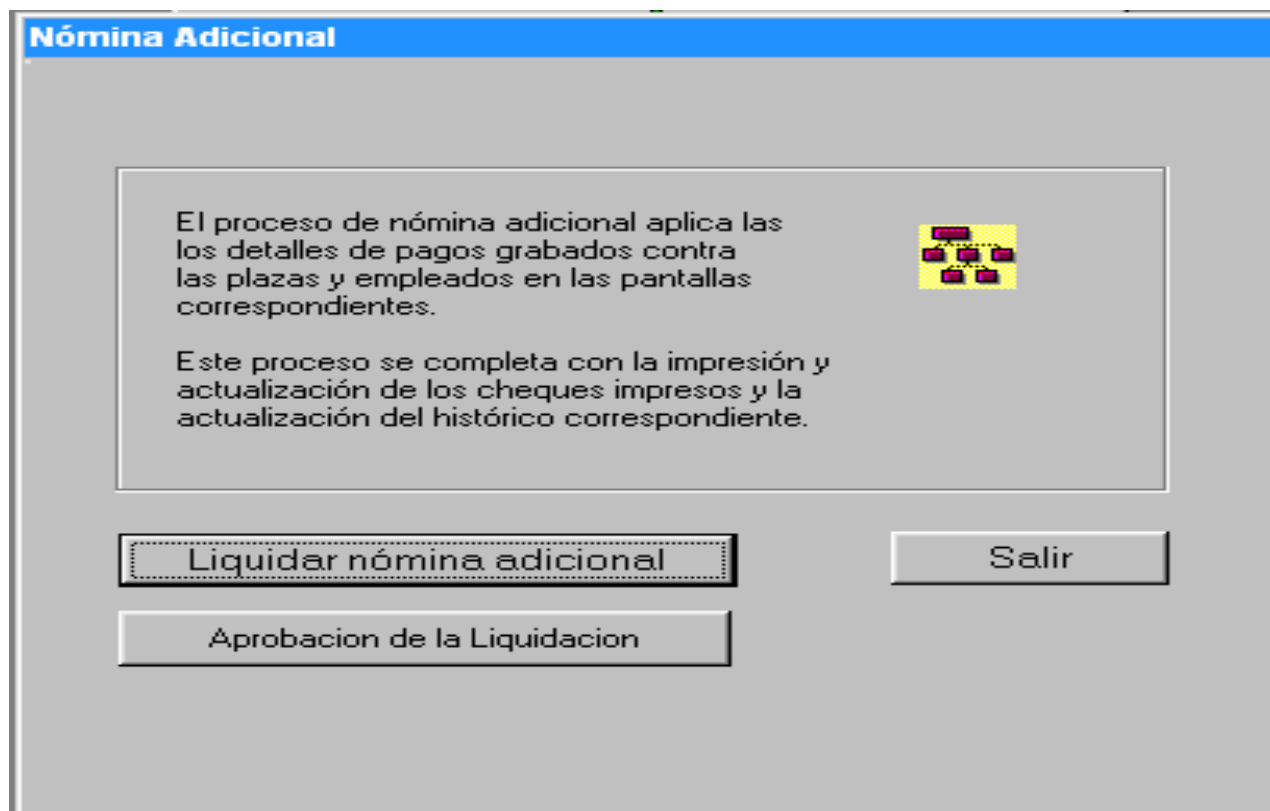 Nómina Adicional
El proceso de nómina adicional aplica las
los detalles de pagos grabados contra
las plazas y empleados en las pantallas
correspondientes.
Este proceso se completa con la impresión y
actualización de los cheques impresos y la
actualización del histórico correspondiente.
Liquidar nómina adicional
Salir
Aprobacion de la Liquidacion